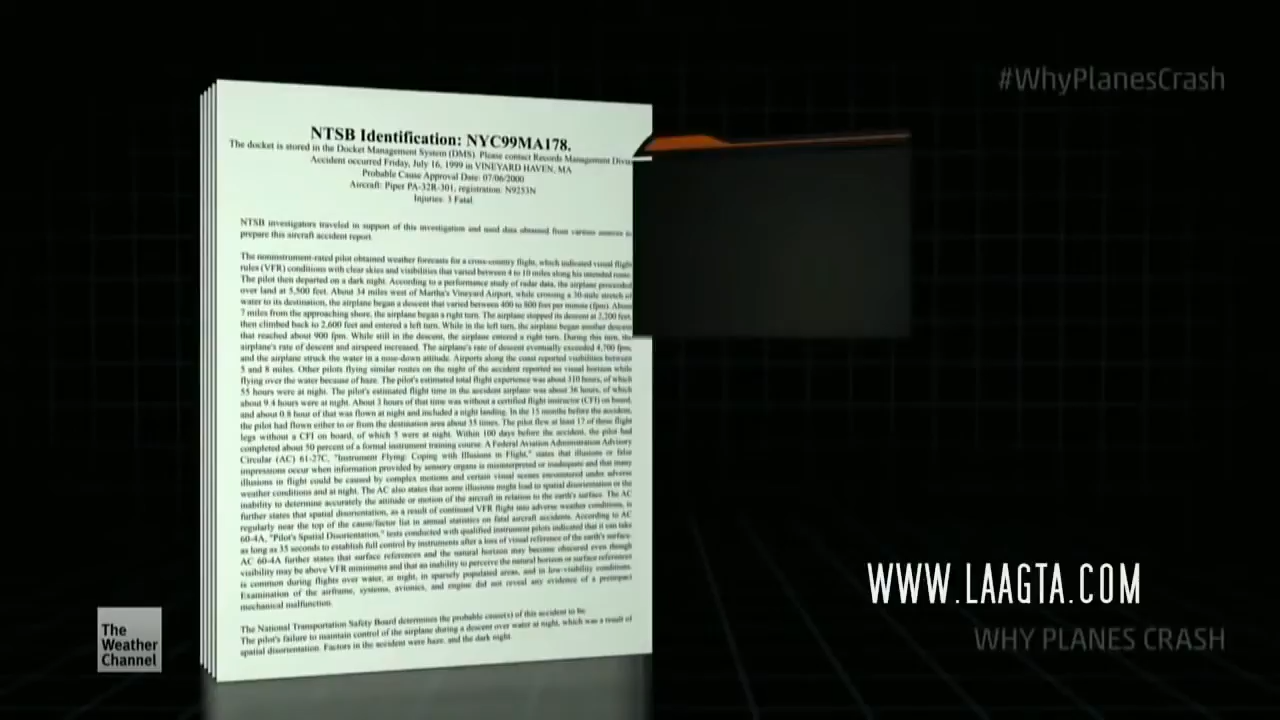 #WhyPlanesCrash
NTSB Identification: NYC99MA178.
The docket is stored in the Docket Management System (DMS). Please contact Records Management Divis
Accident occurred Friday, July 16, 1999 in VINEYARD HAVEN, MA
Probable Cause Approval Date: 07/06/2000
Aircraft: Piper PA-32R-301, registration: N9253N
Injuries: 3 Fatal.
NTSB investigators traveled in support of this investigation and used data obtained from various sources to
prepare this aircraft accident report.
The noninstrument-rated pilot obtained weather forecasts for a cross-country flight, which indicated visual flight
rules (VFR) conditions with clear skies and visibilities that varied between 4 to 10 miles along his intended route.
The pilot then departed on a dark night. According to a performance study of radar data, the airplane proceeded
over land at 5,500 feet. About 34 miles west of Martha's Vineyard Airport, while crossing a 30-mile stretch of
water to its destination, the airplane began a descent that varied between 400 to 800 feet per minute (fpm). About
7 miles from the approaching shore, the airplane began a right turn. The airplane stopped its descent at 2,200 feet,
then climbed back to 2,600 feet and entered a left turn. While in the left turn, the airplane began another descent
that reached about 900 fpm. While still in the descent, the airplane entered a right turn. During this turn, the
airplane's rate of descent and airspeed increased. The airplane's rate of descent eventually exceeded 4,700 fpm,
and the airplane struck the water in a nose-down attitude. Airports along the coast reported visibilities between
5 and 8 miles. Other pilots flying similar routes on the night of the accident reported no visual horizon while
flying over the water because of haze. The pilot's estimated total flight experience was about 310 hours, of which
55 hours were at night. The pilot's estimated flight time in the accident airplane was about 36 hours, of which
about 9.4 hours were at night. About 3 hours of that time was without a certified flight instructor (CFI) on board,
and about 0.8 hour of that was flown at night and included a night landing. In the 15 months before the accident,
the pilot had flown either to or from the destination area about 35 times. The pilot flew at least 17 of these flight
legs without a CFI on board, of which 5 were at night. Within 100 days before the accident, the pilot had
completed about 50 percent of a formal instrument training course. A Federal Aviation Administration Advisory
Circular (AC) 61-27C, "Instrument Flying: Coping with Illusions in Flight," states that illusions or false
impressions occur when information provided by sensory organs is misinterpreted or inadequate and that many
illusions in flight could be caused by complex motions and certain visual scenes encountered under adverse
weather conditions and at night. The AC also states that some illusions might lead to spatial disorientation or the
inability to determine accurately the attitude or motion of the aircraft in relation to the earth's surface. The AC
further states that spatial disorientation, as a result of continued VFR flight into adverse weather conditions, is
regularly near the top of the cause/factor list in annual statistics on fatal aircraft accidents. According to AC
60-4A, "Pilot's Spatial Disorientation," tests conducted with qualified instrument pilots indicated that it can take
as long as 35 seconds to establish full control by instruments after a loss of visual reference of the earth's surface.
AC 60-4A further states that surface references and the natural horizon may become obscured even though
visibility may be above VFR minimums and that an inability to perceive the natural horizon or surface references
is common during flights over water, at night, in sparsely populated areas, and in low-visibility conditions.
Examination of the airframe, systems, avionics, and engine did not reveal any evidence of a preimpact
mechanical malfunction.
The National Transportation Safety Board determines the probable cause(s) of this accident to be:
The pilot's failure to maintain control of the airplane during a descent over water at night, which was a result of
spatial disorientation. Factors in the accident were haze, and the dark night.
WWW.LAAGTA.COM
The
Weather
Channel
WHY PLANES CRASH